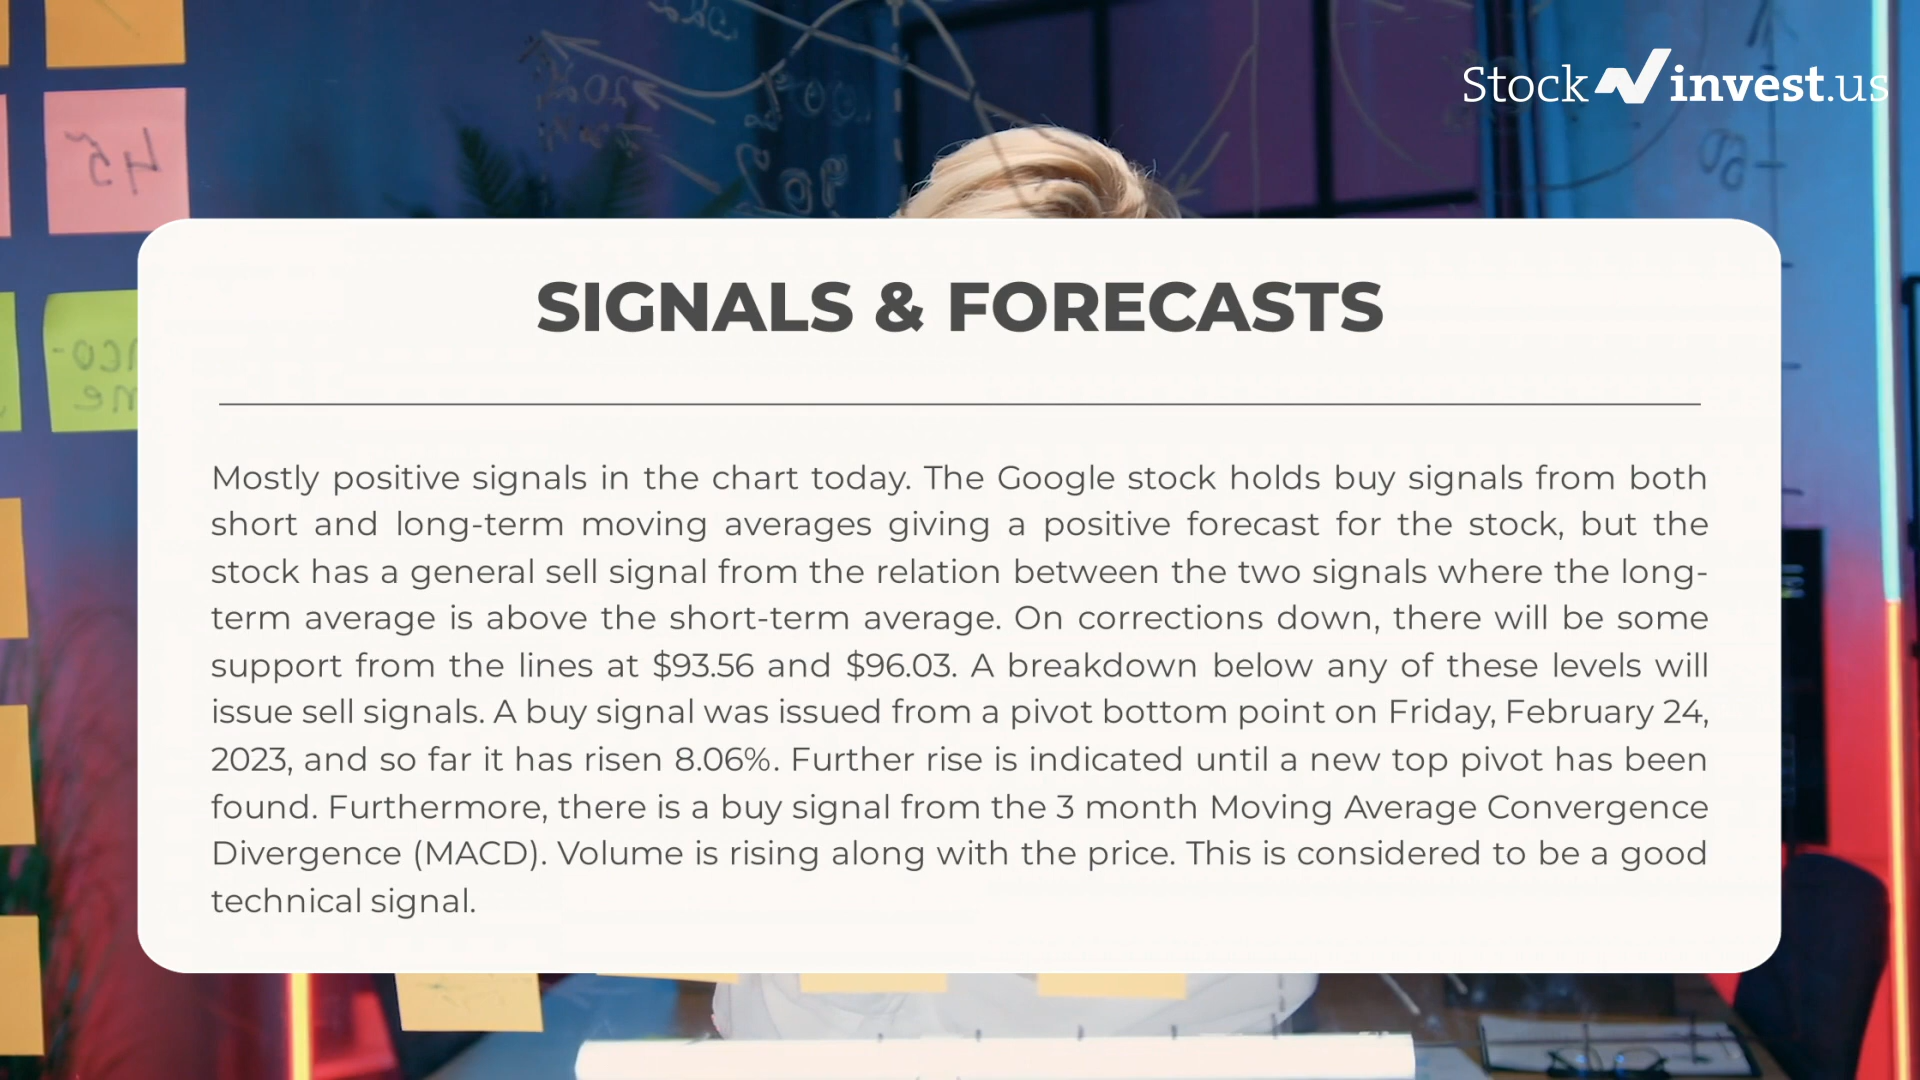 Stock invest.us
45
SIGNALS & FORECASTS
Mostly positive signals in the chart today. The Google stock holds buy signals from both
short and long-term moving averages giving a positive forecast for the stock, but the
stock has a general sell signal from the relation between the two signals where the long-
term average is above the short-term average. On corrections down, there will be some
support from the lines at $93.56 and $96.03. A breakdown below any of these levels will
issue sell signals. A buy signal was issued from a pivot bottom point on Friday, February 24,
2023, and so far it has risen 8.06%. Further rise is indicated until a new top pivot has been
found. Furthermore, there is a buy signal from the 3 month Moving Average Convergence
Divergence (MACD). Volume is rising along with the price. This is considered to be a good
technical signal.